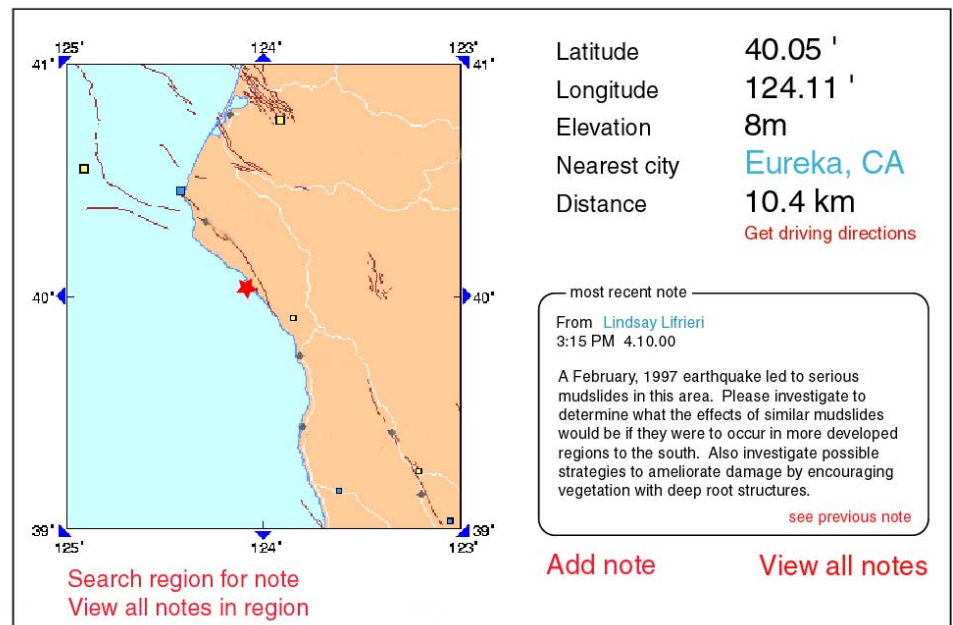 125' 124' 123'
41' 41'
40' 40'
39' 39'
125' 124' 123'
Search region for note
View all notes in region
Latitude 40.05 '
Longitude 124.11 '
Elevation 8m
Nearest city Eureka, CA
Distance 10.4 km
Get driving directions
most recent note
From Lindsay Lifrieri
3:15 PM 4.10.00
A February, 1997 earthquake led to serious
mudslides in this area. Please investigate to
determine what the effects of similar mudslides
would be if they were to occur in more developed
regions to the south. Also investigate possible
strategies to ameliorate damage by encouraging
vegetation with deep root structures.
see previous note
Add note View all notes